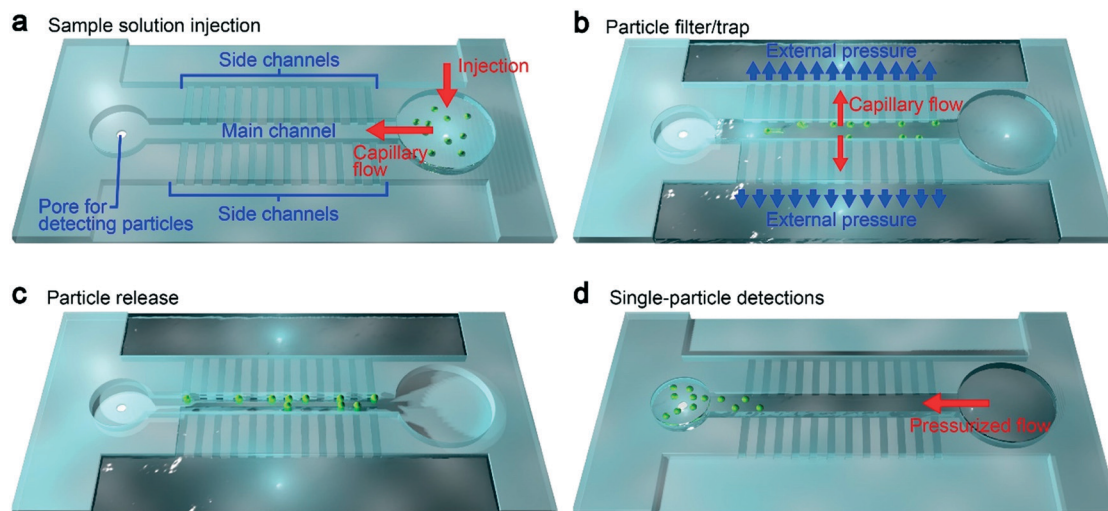 a Sample solution injection
Side channels
Injection
Main channel
Capillary
flow
Pore for
detecting particles
Side channels
b Particle filter/trap
External pressure
Capillary flow
External pressure
c Particle release
d Single-particle detections
Pressurized flow